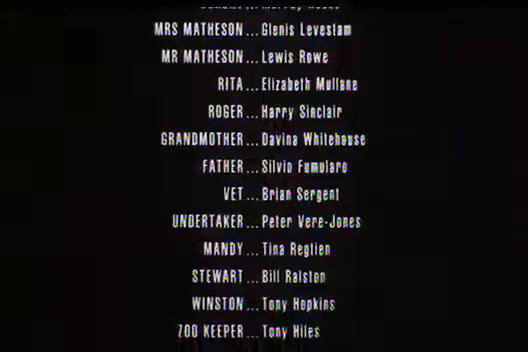 MRS MATHESON... Glenis Levestam
MR MATHESON... Lewis Rowe
RITA... Elizabeth Mullane
ROGER... Harry Sinclair
GRANDMOTHER... Davina Whitehouse
FATHER... Silvio Fumularo
VET... Brian Sergent
UNDERTAKER... Peter Vere-Jones
MANDY... Tina Regtien
STEWART... Bill Ralston
WINSTON... Tony Hopkins
ZOO KEEPER... Tony Hiles